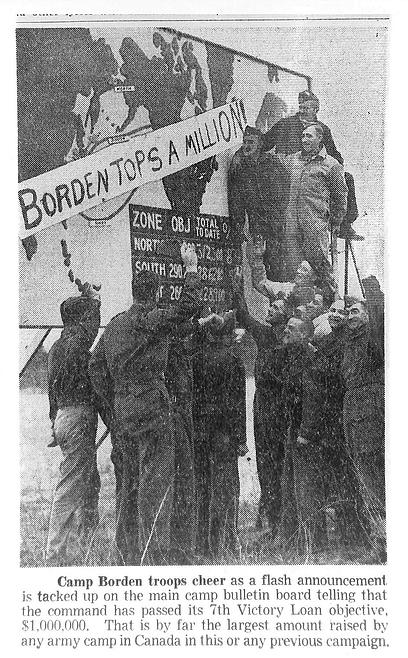 BORDEN TOPS A MILLION!
ZONE OBJ TOTAL TO DATE
NORTH
SOUTH
Camp Borden troops cheer as a flash announcement
is tacked up on the main camp bulletin board telling that
the command has passed its 7th Victory Loan objective,
$1,000,000. That is by far the largest amount raised by
any army camp in Canada in this or any previous campaign.